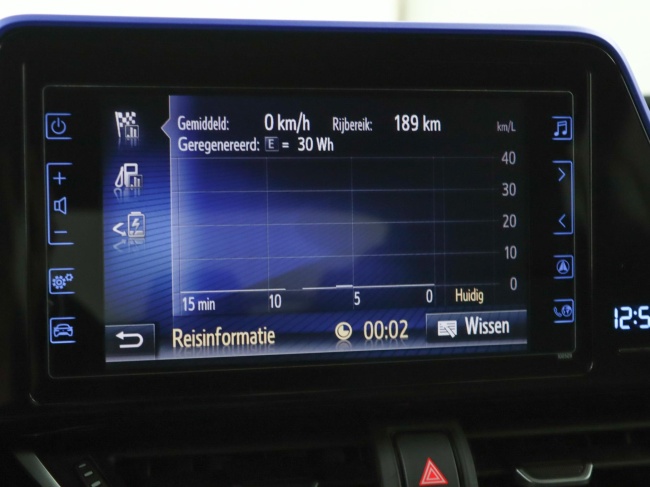 Gemiddeld: 0 km/h Rijbereik: 189 km km/L
Geregenereerd: E = 30 Wh
40
30
20
10
0
15 min 10 5 0 Huidig
Reisinformatie 00:02 Wissen
12:5